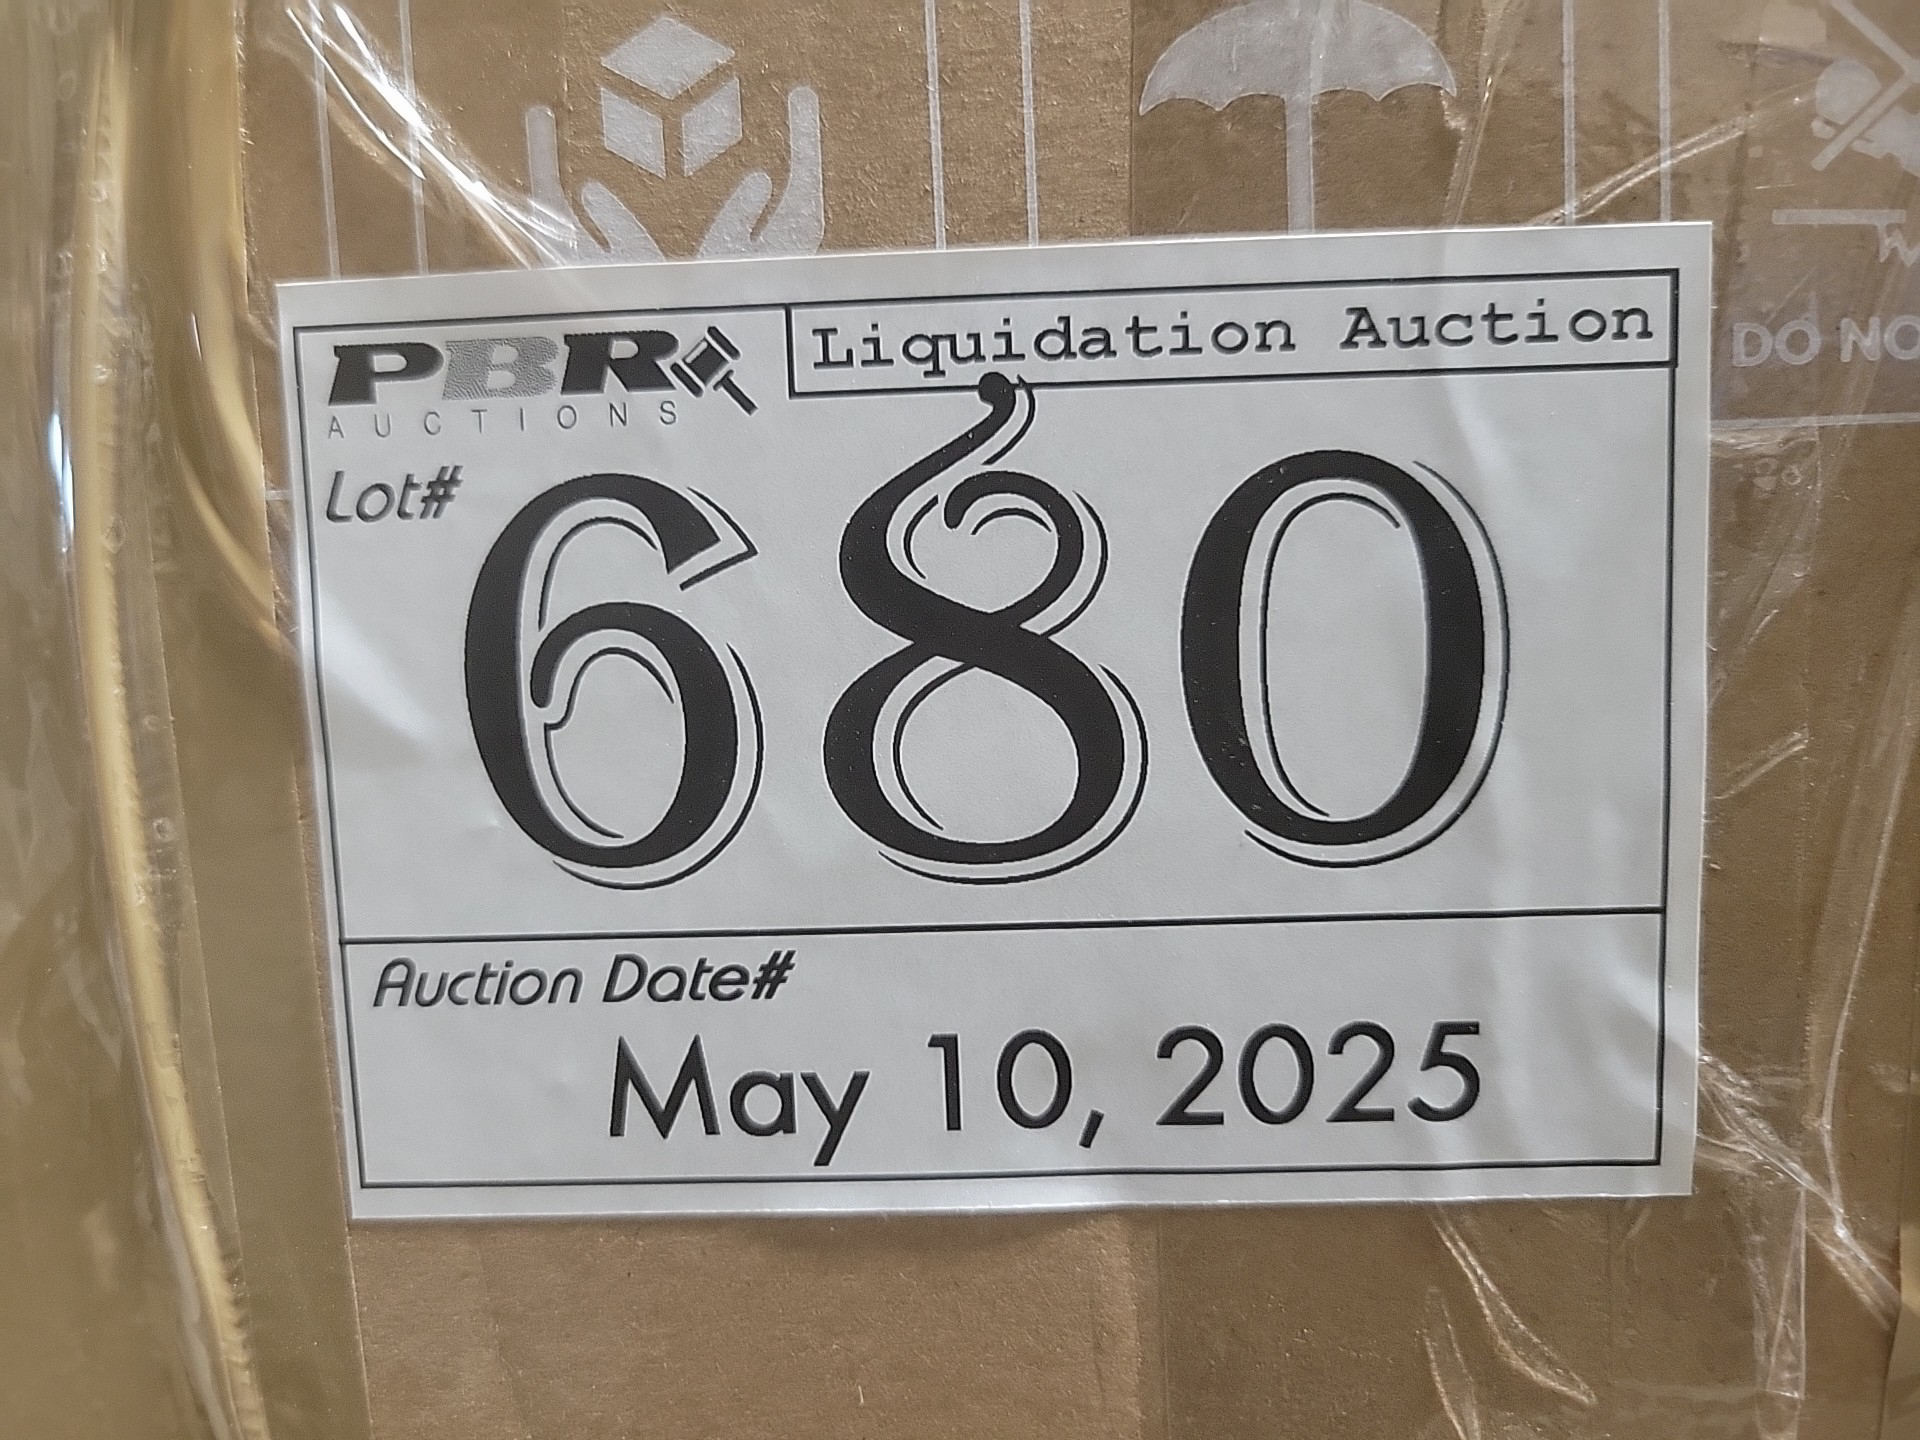 PBR
AUCTIONS
Liquidation Auction
Lot#
680
Auction Date#
May 10, 2025
DO NO